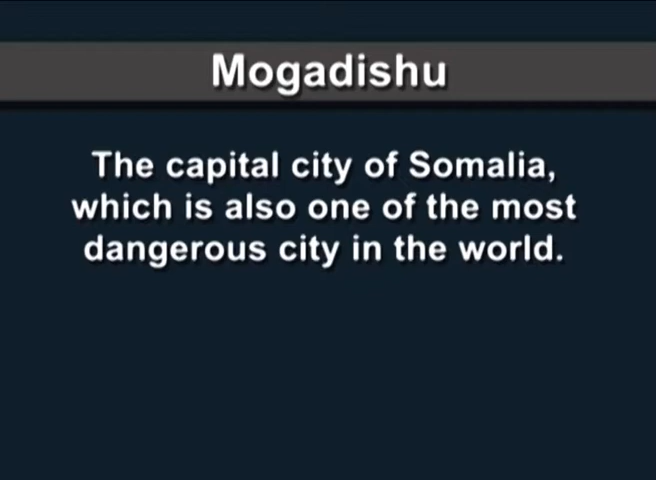 Mogadishu
The capital city of Somalia,
which is also one of the most
dangerous city in the world.